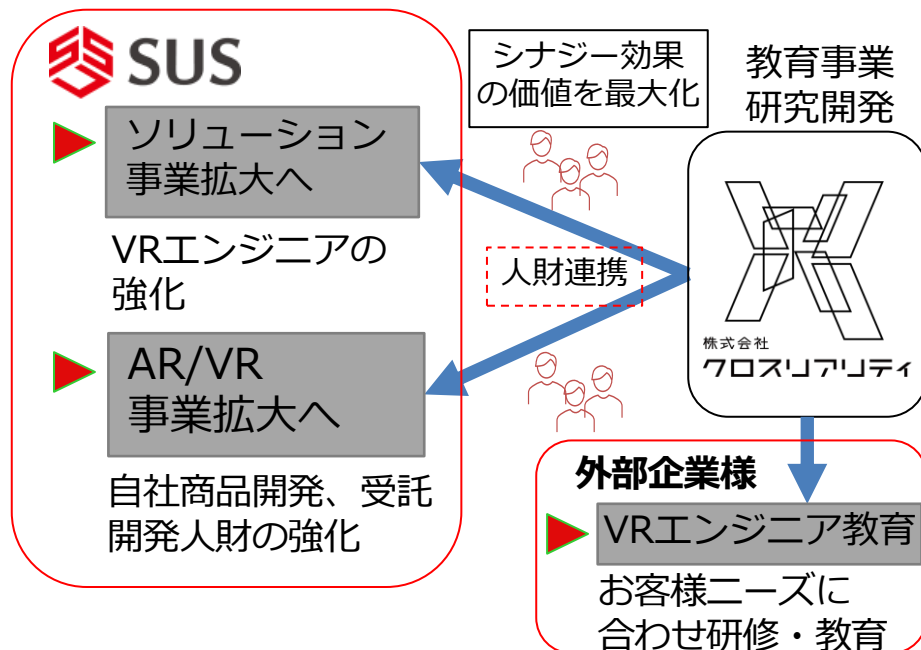 SUS
ソリューション
事業拡大へ
VRエンジニアの
強化
AR/VR
事業拡大へ
自社商品開発、受託
開発人財の強化
シナジー効果
の価値を最大化
人財連携
教育事業
研究開発
株式会社
クロスリアリティ
外部企業様
VRエンジニア教育
お客様ニーズに
合わせ研修・教育